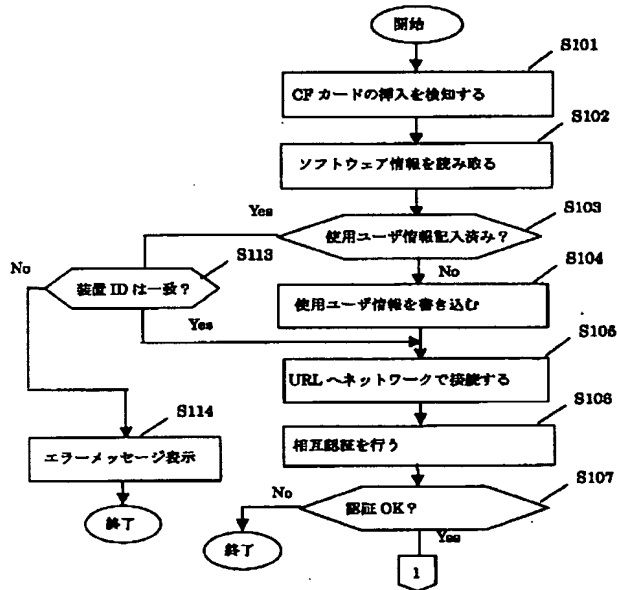 開始
S101
CFカードの挿入を検知する
S102
ソフトウェア情報を読み取る
S103
Yes
使用ユーザ情報記入済み？
No
S113
装置IDは一致？
No
S104
使用ユーザ情報を書き込む
Yes
S105
URLへネットワークで接続する
S106
相互認証を行う
S114
エラーメッセージ表示
S107
No
認証OK？
Yes
終了
終了
1